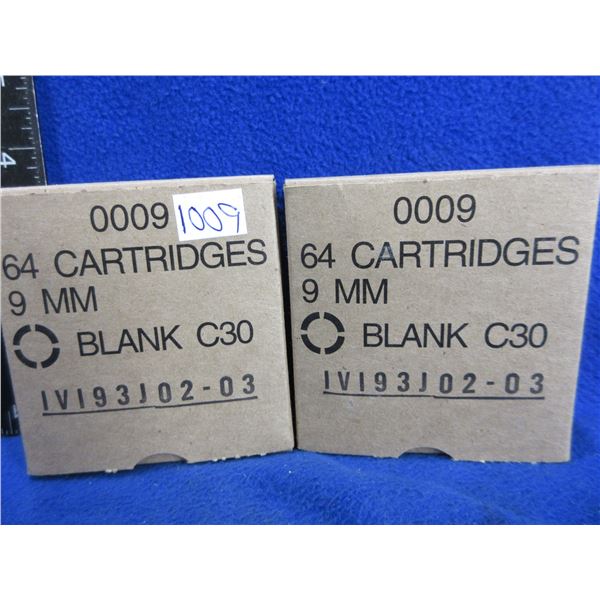 4
0009 1009
64 CARTRIDGES
9 MM
BLANK C30
IVI93J02-03
0009
64 CARTRIDGES
9 MM
BLANK C30
IVI93J02-03